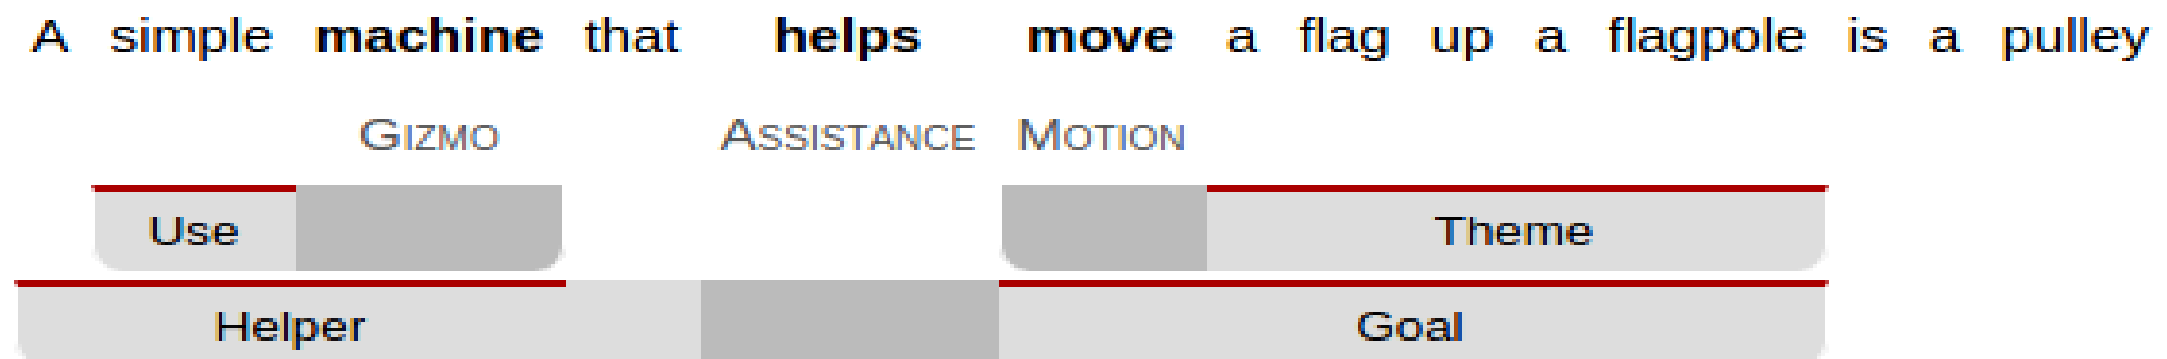 A simple machine that helps move a flag up a flagpole is a pulley
GIZMO ASSISTANCE MOTION
Use Theme
Helper Goal